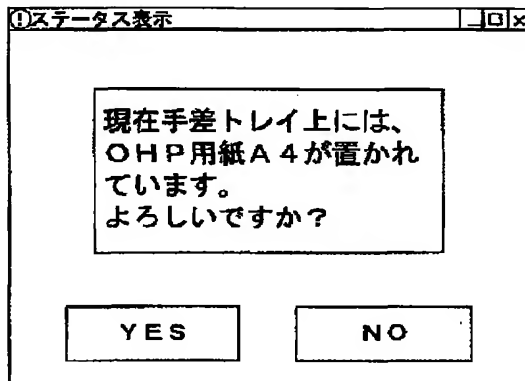 ステータス表示
現在手差トレイ上には、
OHP用紙A4が置かれ
ています。
よろしいですか?
YES
NO